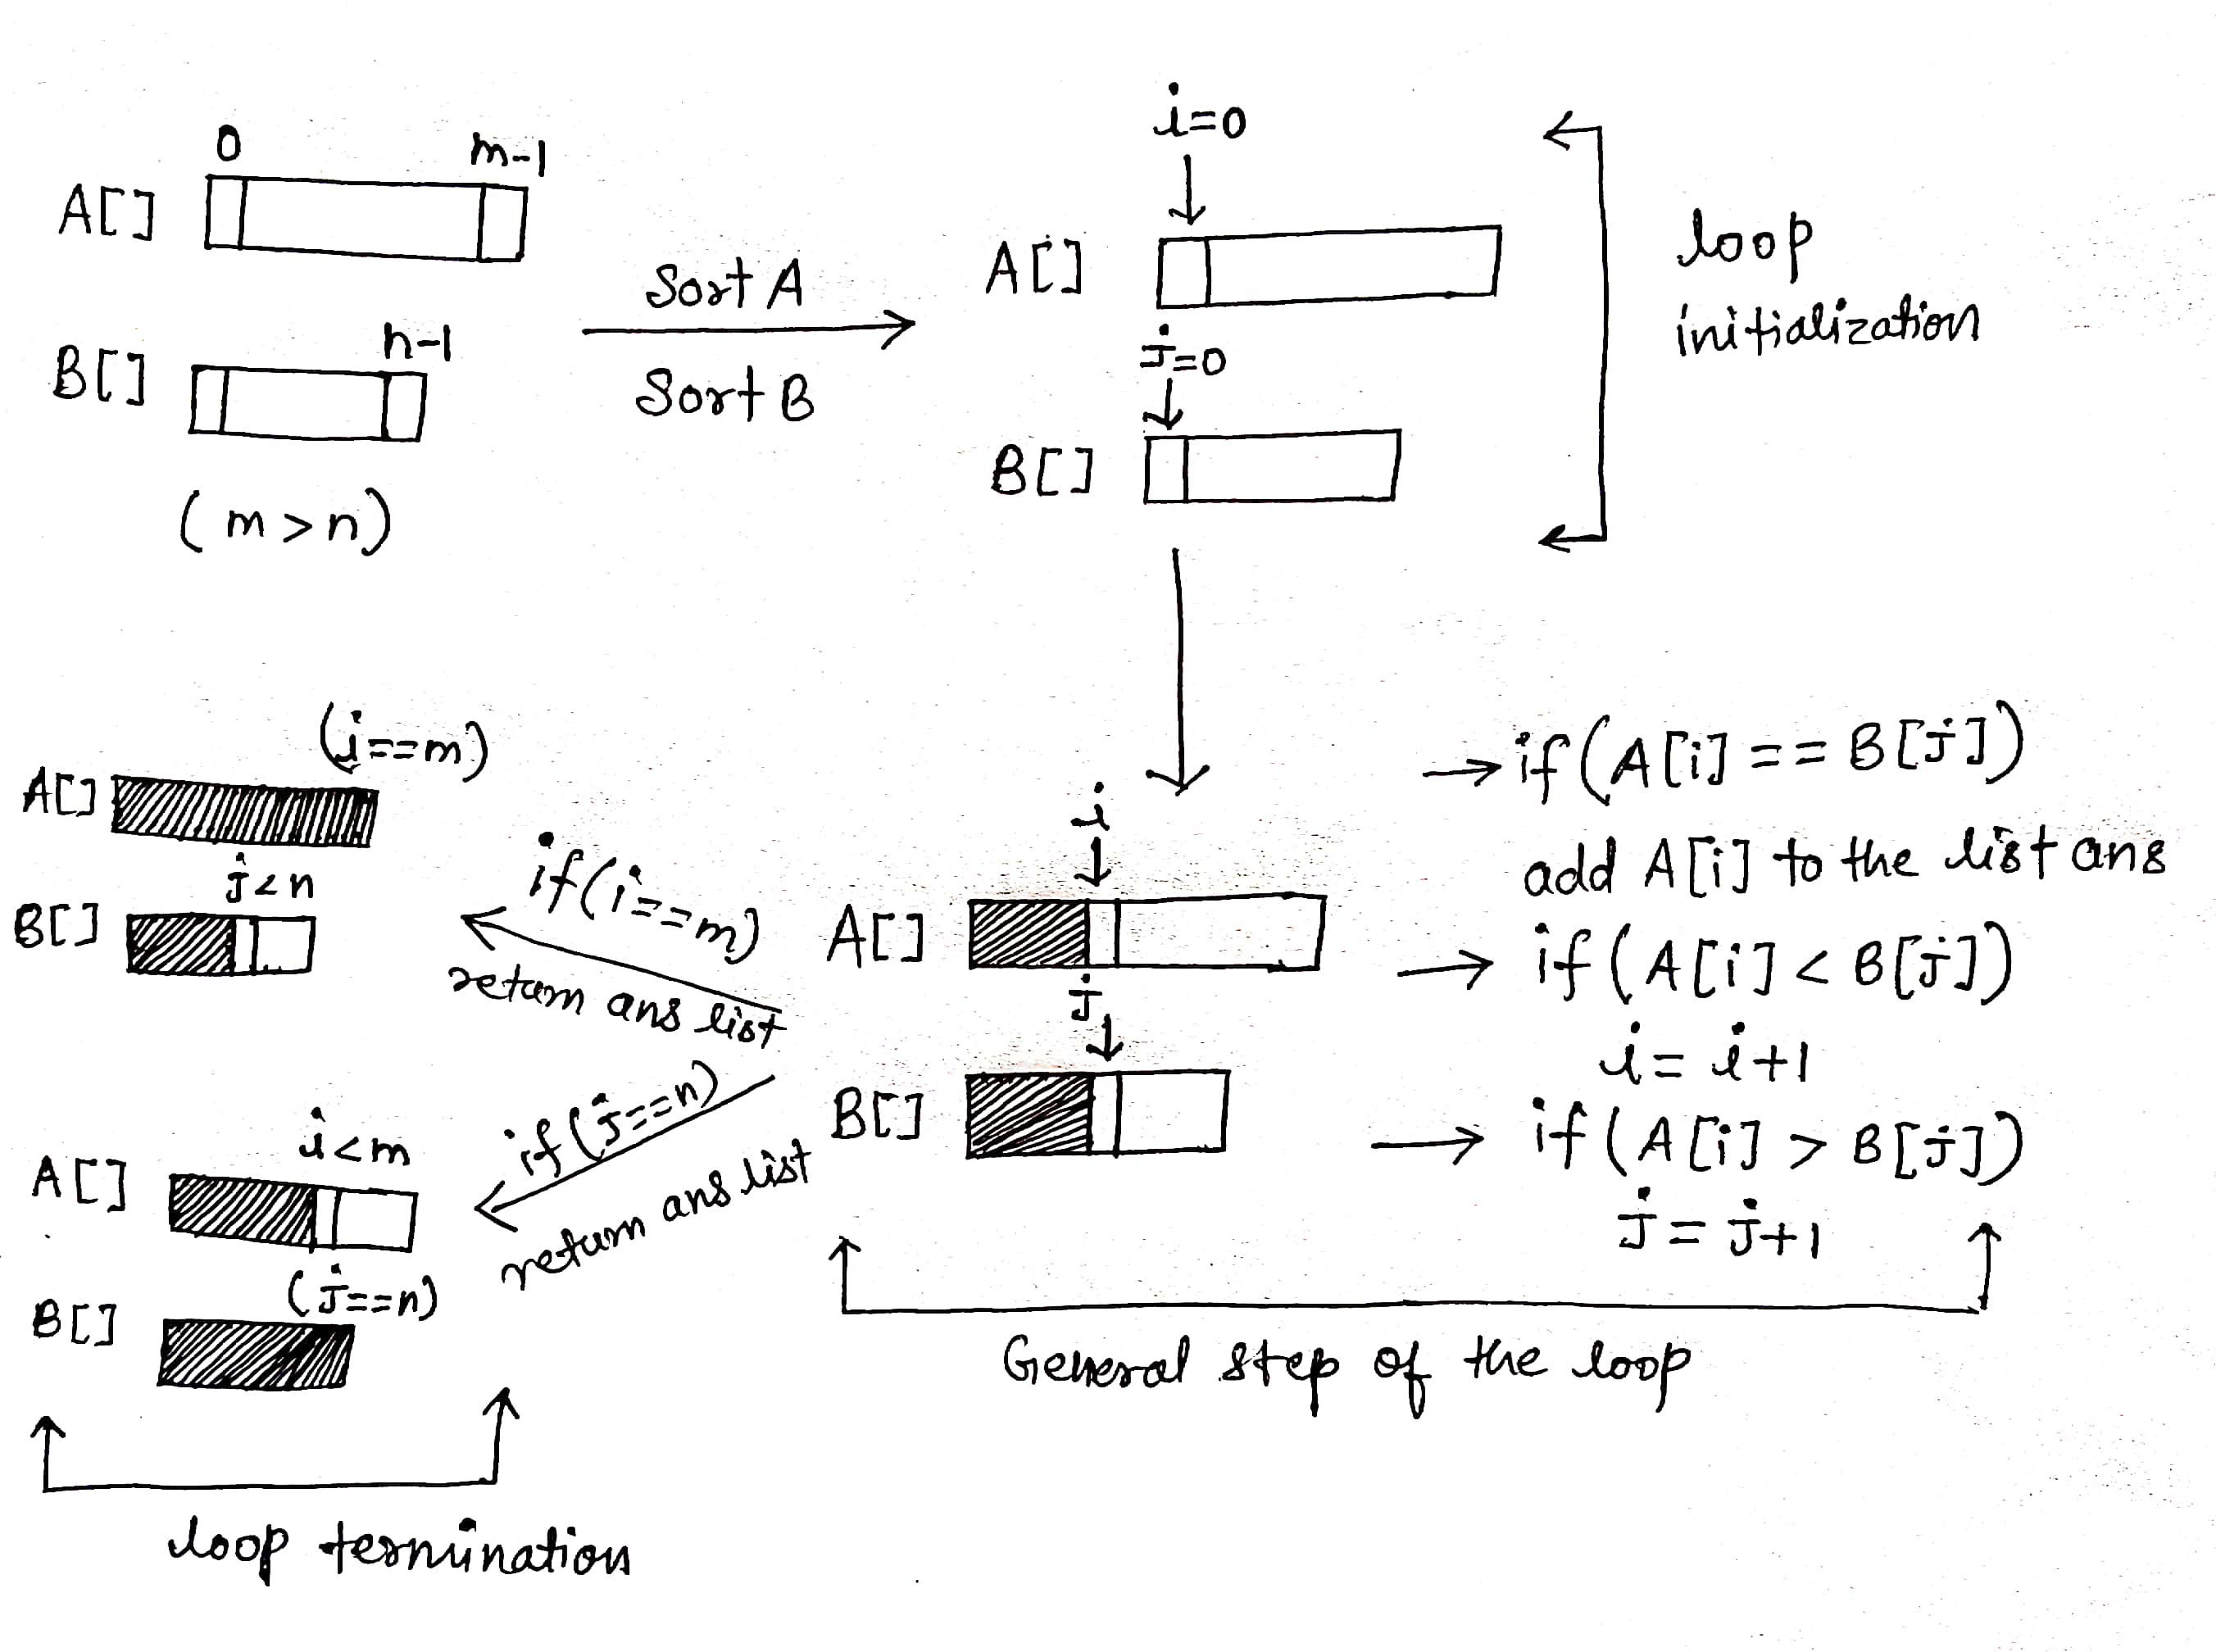 0 m-1
A[]
n-1
B[]
(m>n)
Sort A
Sort B
i=0
A[]
j=0
B[]
loop
initialization
i
A[]
j
B[]
→ if(A[i] == B[j])
add A[i] to the list ans
→ if(A[i] < B[j])
i = i+1
→ if(A[i] > B[j])
j = j+1
General step of the loop
if(i==m)
return ans list
if(j==n)
return ans list
(i==m)
A[]
j<n
B[]
i<m
A[]
(j==n)
B[]
loop termination